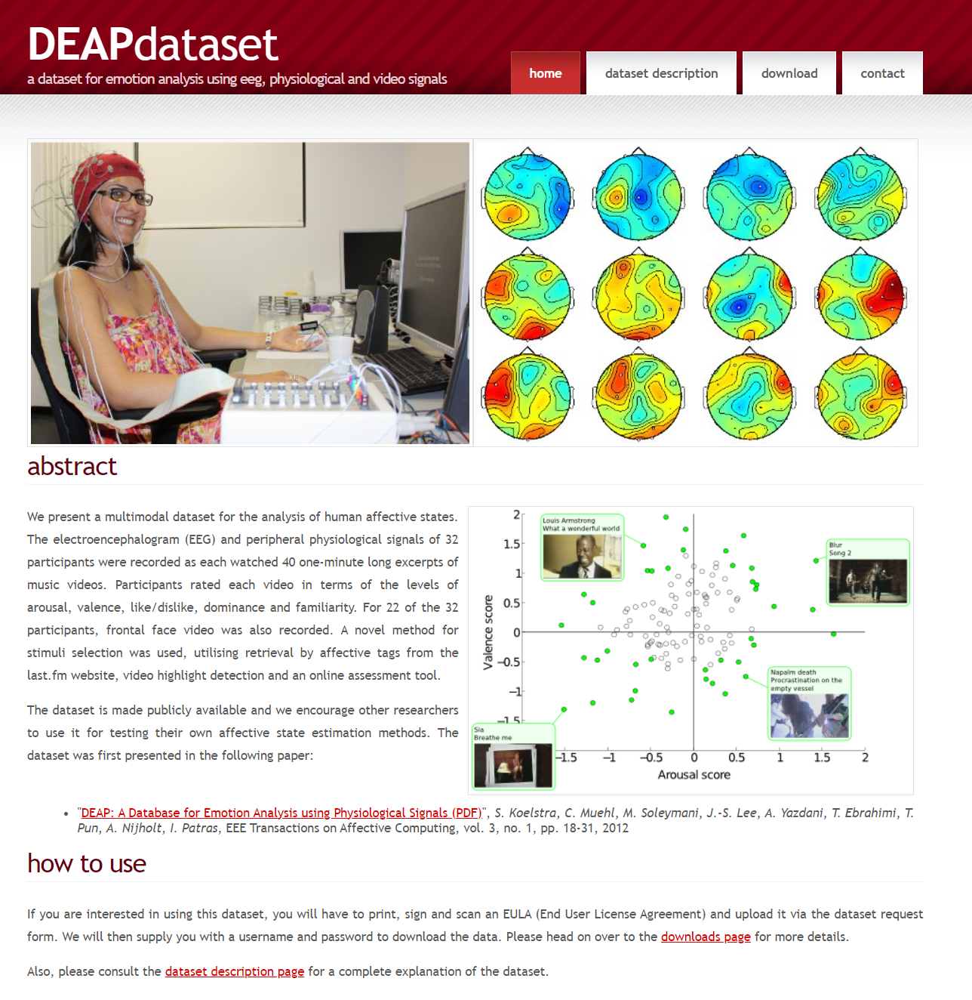 DEAPdataset
a dataset for emotion analysis using eeg, physiological and video signals
home
dataset description
download
contact
abstract
We present a multimodal dataset for the analysis of human affective states.
The electroencephalogram (EEG) and peripheral physiological signals of 32
participants were recorded as each watched 40 one-minute long excerpts of
music videos. Participants rated each video in terms of the levels of
arousal, valence, like/dislike, dominance and familiarity. For 22 of the 32
participants, frontal face video was also recorded. A novel method for
stimuli selection was used, utilising retrieval by affective tags from the
last.fm website, video highlight detection and an online assessment tool.
The dataset is made publicly available and we encourage other researchers
to use it for testing their own affective state estimation methods. The
dataset was first presented in the following paper:
Louis Armstrong
What a wonderful world
Blur
Song 2
Napalm death
Procrastination on the
empty vessel
Sia
Breathe me
Valence score
2
1.5
1
0.5
0
−0.5
−1
−1.5
−1.5
−1
−0.5
0
0.5
1
1.5
2
Arousal score
• "DEAP: A Database for Emotion Analysis using Physiological Signals (PDF)", S. Koelstra, C. Muehl, M. Soleymani, J.-S. Lee, A. Yazdani, T. Ebrahimi, T.
Pun, A. Nijholt, I. Patras, EEE Transactions on Affective Computing, vol. 3, no. 1, pp. 18-31, 2012
how to use
If you are interested in using this dataset, you will have to print, sign and scan an EULA (End User License Agreement) and upload it via the dataset request
form. We will then supply you with a username and password to download the data. Please head on over to the downloads page for more details.
Also, please consult the dataset description page for a complete explanation of the dataset.